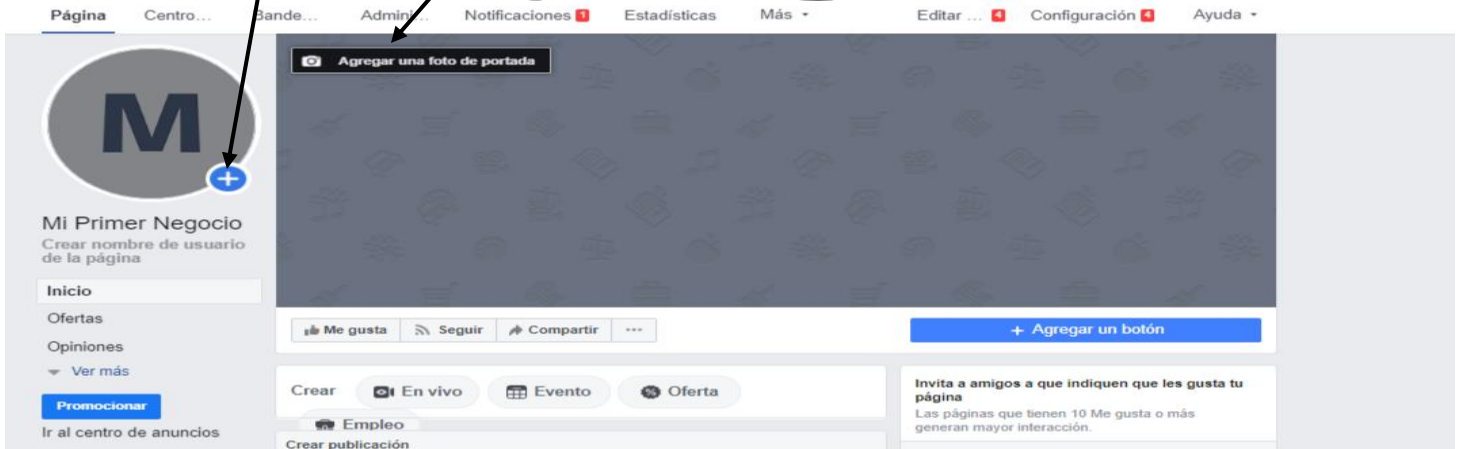 Página Centro... Bande... Admini... Notificaciones 1 Estadísticas Más Editar ... 4 Configuración 4 Ayuda
Agregar una foto de portada
M
Mi Primer Negocio
Crear nombre de usuario
de la página
Inicio
Ofertas
Opiniones
Ver más
Promocionar
Ir al centro de anuncios
Me gusta Seguir Compartir ...
+ Agregar un botón
Crear En vivo Evento Oferta
Empleo
Crear publicación
Invita a amigos a que indiquen que les gusta tu
página
Las páginas que tienen 10 Me gusta o más
generan mayor interacción.